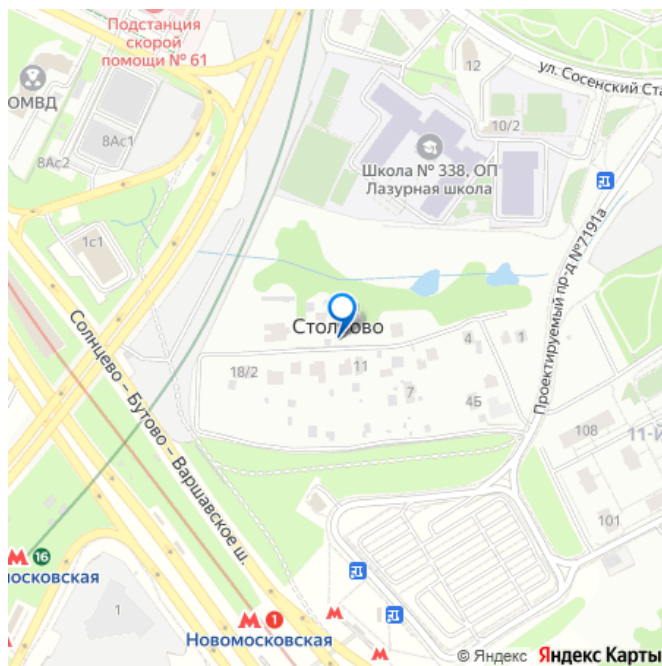 Подстанция
скорой
помощи № 61
ОМВД
8Ас1
8Ас2
1с1
12
ул. Сосенский Ста
10/2
Школа № 338, ОП
Лазурная школа
Проектируемый пр-д №7191а
Солнцево – Бутово – Варшавское ш.
18/2
11
7
4
1
4Б
108
11-й
101
16
московская
1
1
Новомосковская
© Яндекс Яндекс Карты